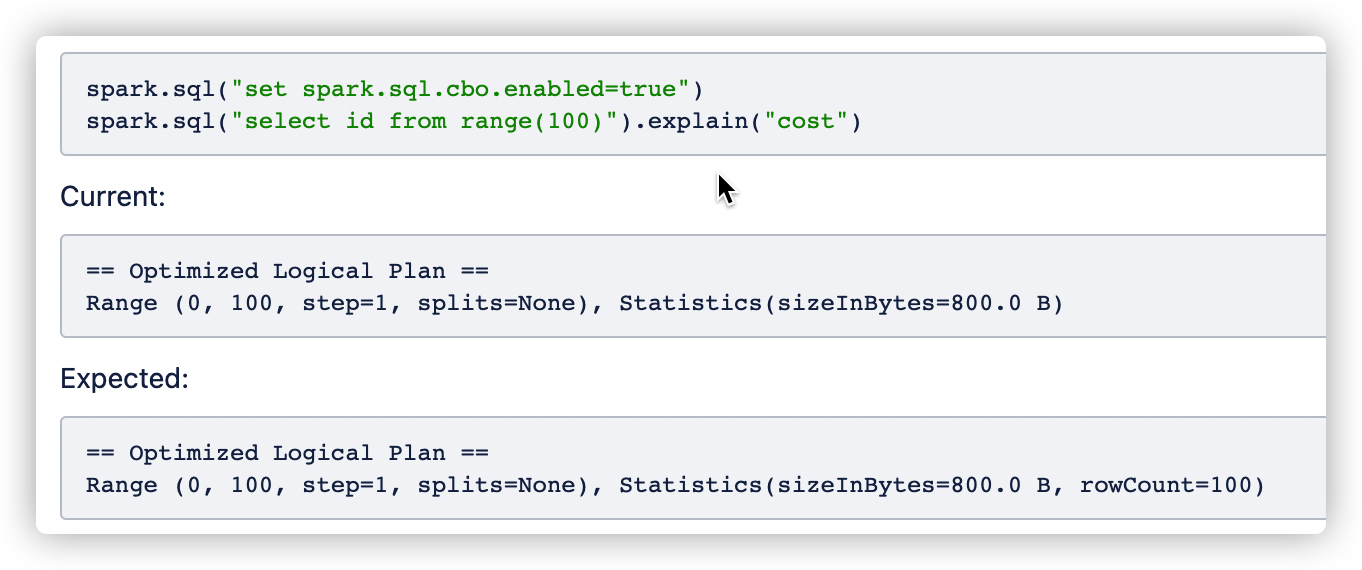 spark.sql("set spark.sql.cbo.enabled=true")
spark.sql("select id from range(100)").explain("cost")
Current:
== Optimized Logical Plan ==
Range (0, 100, step=1, splits=None), Statistics(sizeInBytes=800.0 B)
Expected:
== Optimized Logical Plan ==
Range (0, 100, step=1, splits=None), Statistics(sizeInBytes=800.0 B, rowCount=100)